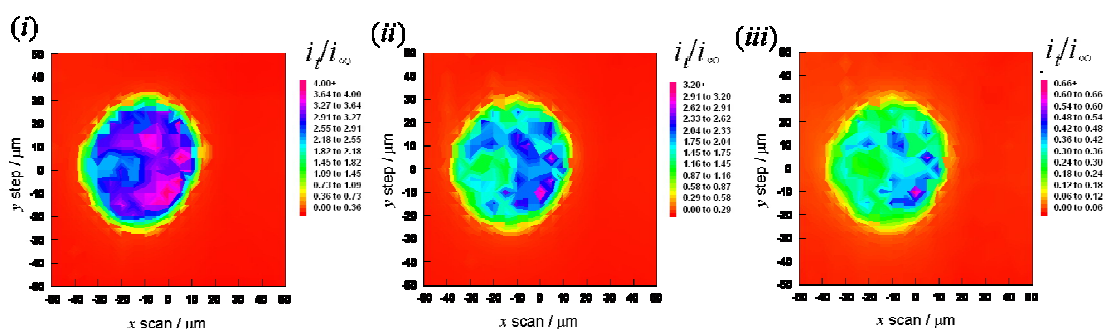 (i)
i_t/i_∞
4.00+
3.64 to 4.00
3.27 to 3.64
2.91 to 3.27
2.55 to 2.91
2.18 to 2.55
1.82 to 2.18
1.45 to 1.82
1.09 to 1.45
0.73 to 1.09
0.36 to 0.73
0.00 to 0.36
y step / μm
x scan / μm
(ii)
i_t/i_∞
3.20+
2.91 to 3.20
2.62 to 2.91
2.33 to 2.62
2.04 to 2.33
1.75 to 2.04
1.45 to 1.75
1.16 to 1.45
0.87 to 1.16
0.58 to 0.87
0.29 to 0.58
0.00 to 0.29
y step / μm
x scan / μm
(iii)
i_t/i_∞
0.66+
0.60 to 0.66
0.54 to 0.60
0.48 to 0.54
0.42 to 0.48
0.36 to 0.42
0.30 to 0.36
0.24 to 0.30
0.18 to 0.24
0.12 to 0.18
0.06 to 0.12
0.00 to 0.06
y step / μm
x scan / μm